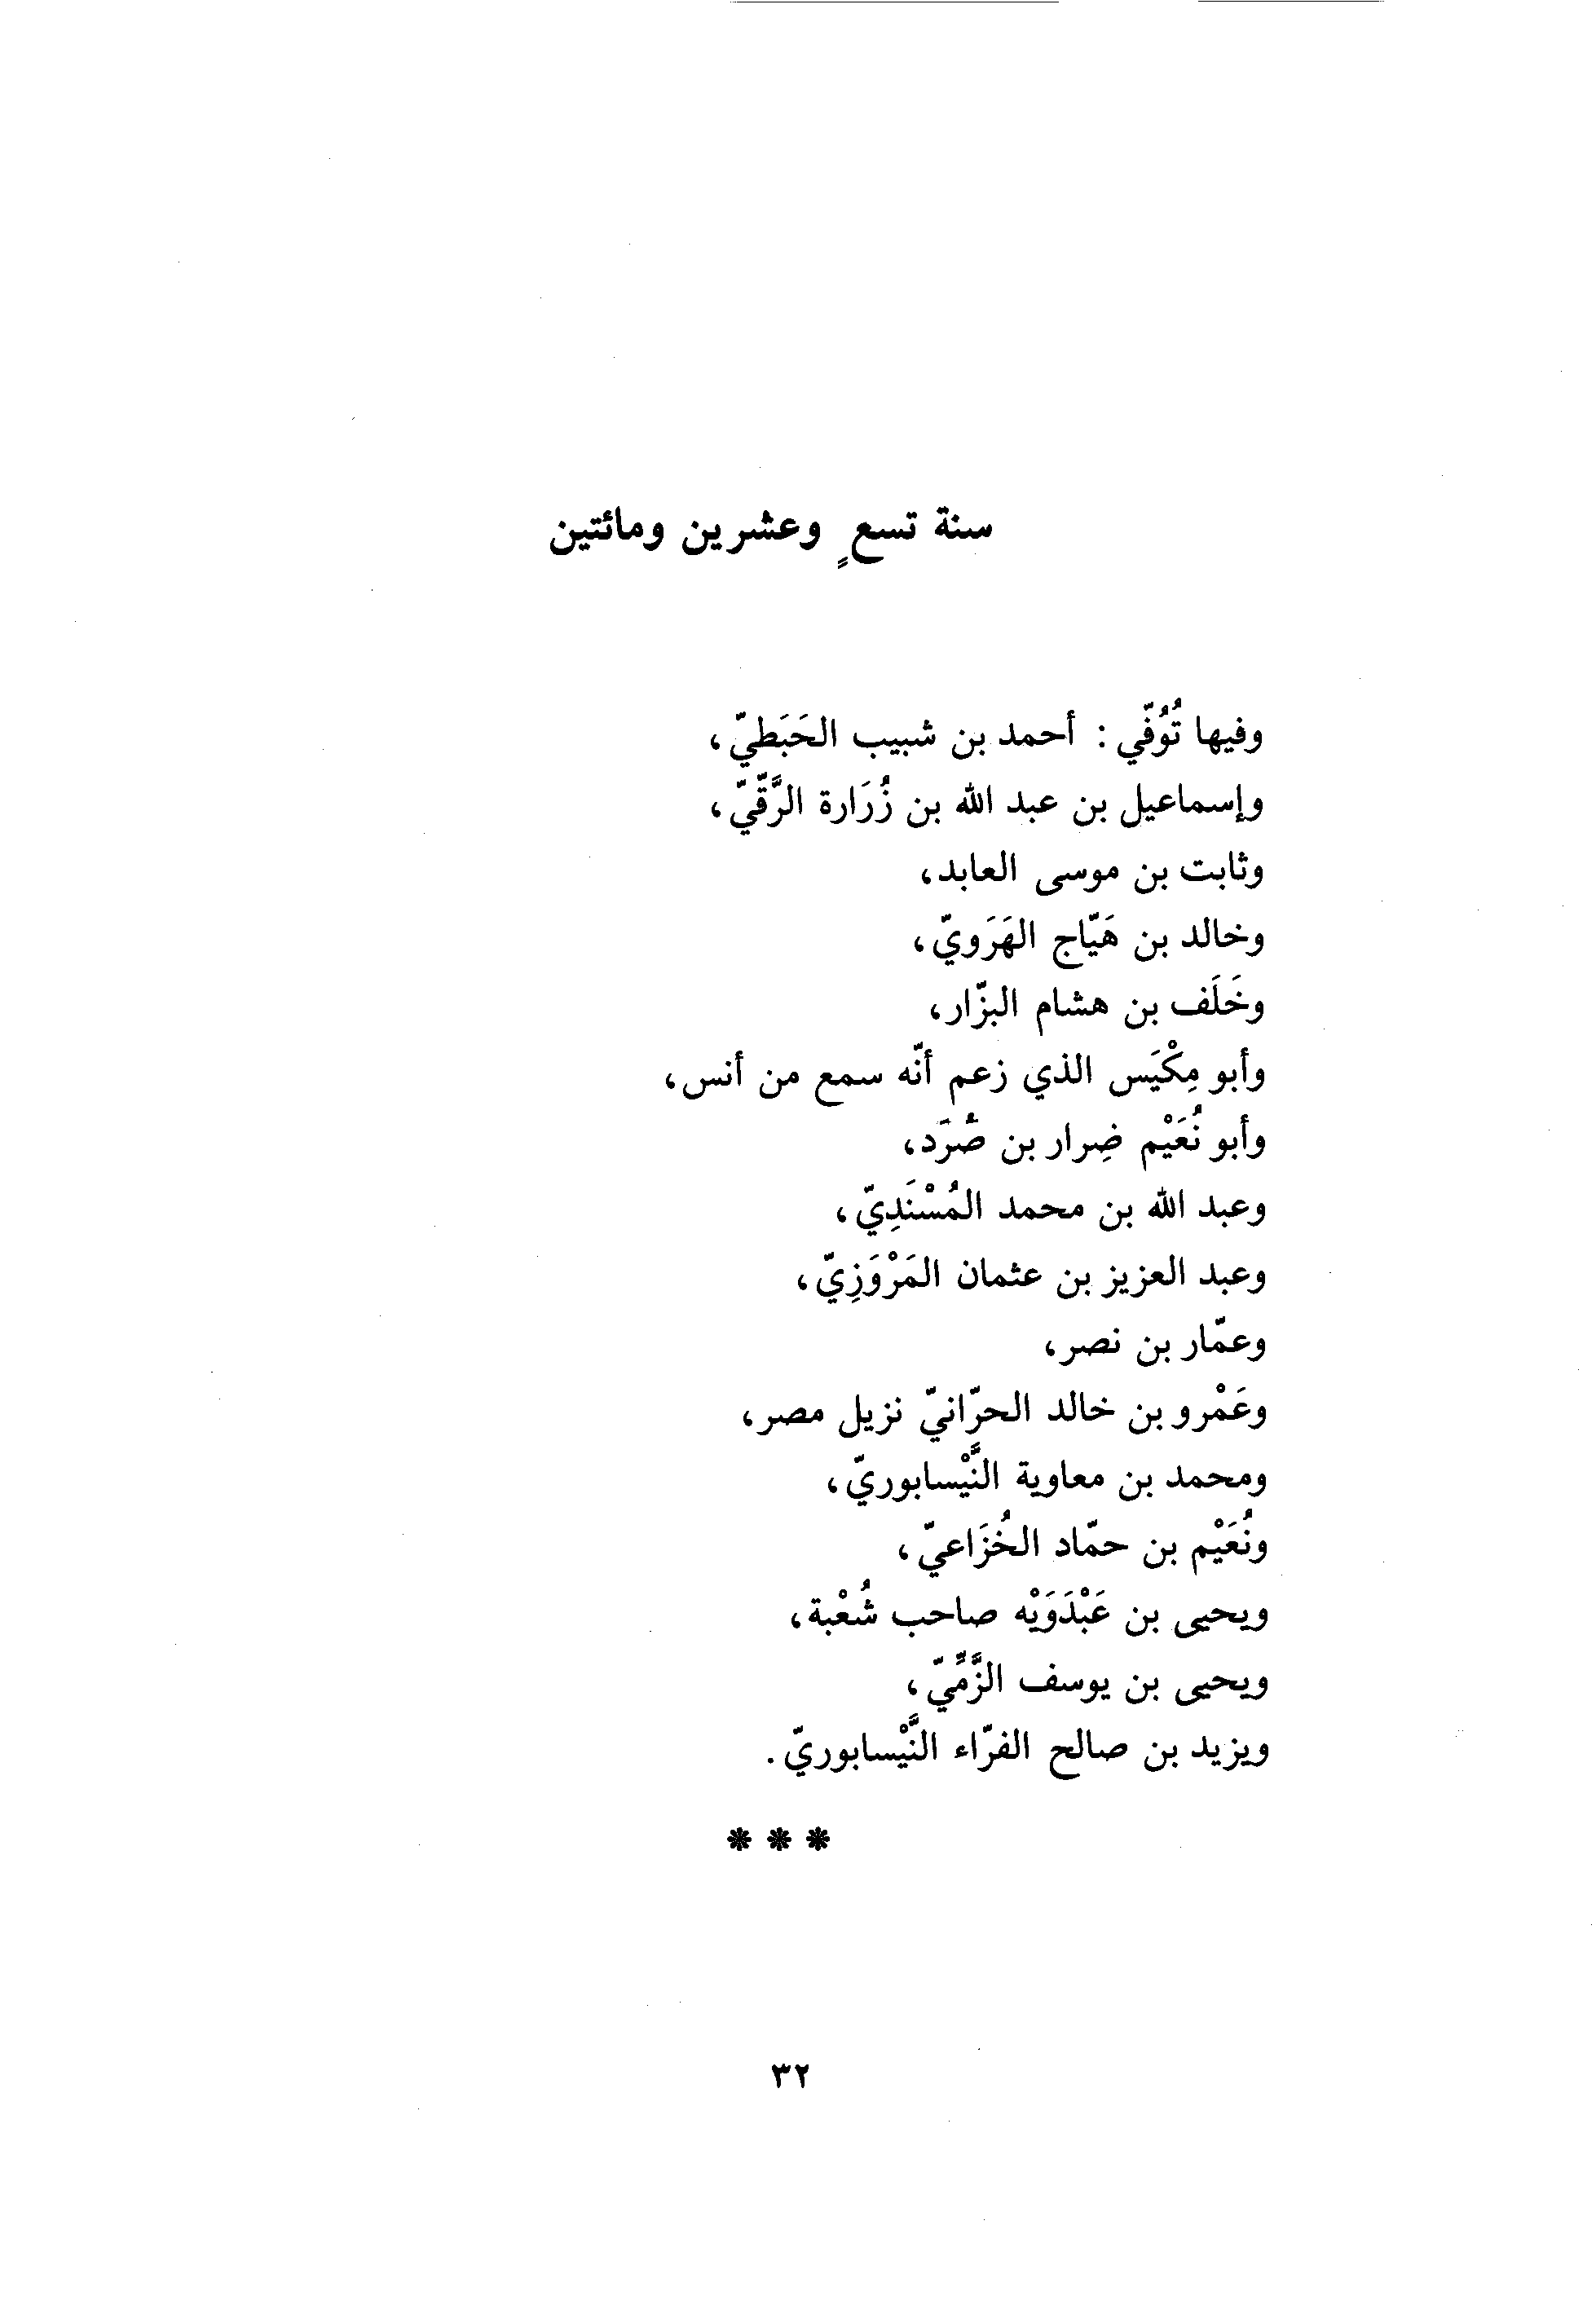 سنة تسعٍ وعشرين ومائتين
وفيها تُوُفّي : أحمد بن شبيب الحَبَطيّ،
وإسماعيل بن عبد الله بن زُرَارة الرَّقّيّ،
وثابت بن موسى العابد،
وخالد بن هَيّاج الهَرَويّ،
وخَلَف بن هشام البزّار،
وأبو مِكْيَس الذي زعم أنّه سمع من أنس،
وأبو نُعَيْم ضِرار بن صُرَد،
وعبد الله بن محمد المُسْنَدِيّ،
وعبد العزيز بن عثمان المَرْوَزِيّ،
وعمّار بن نصر،
وعَمْرو بن خالد الحرّانيّ نزيل مصر،
ومحمد بن معاوية النَّيْسابوريّ،
ونُعَيْم بن حمّاد الخُزَاعيّ،
ويحيى بن عَبْدَوَيْه صاحب شُعْبة،
ويحيى بن يوسف الزَّمِّيّ،
ويزيد بن صالح الفرّاء النَّيْسابوريّ.
* * *
٣٢